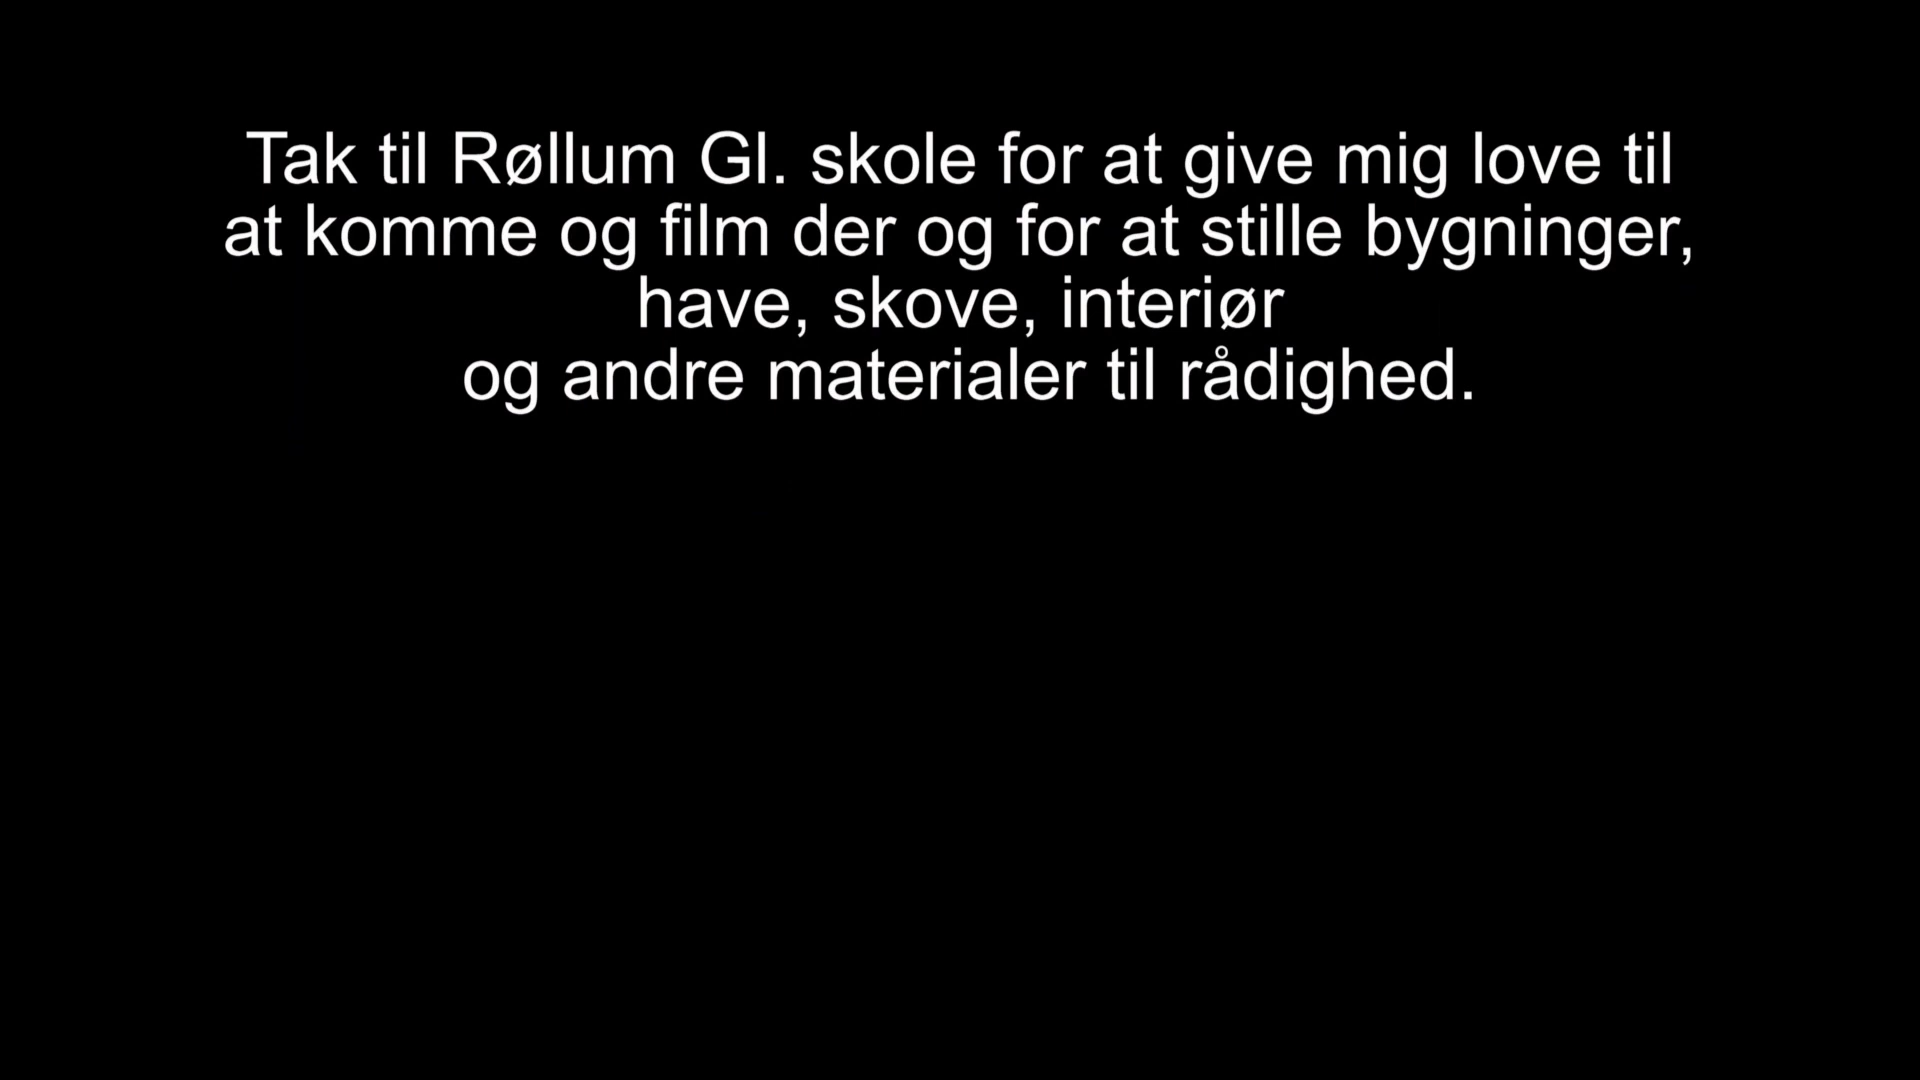 Tak til Røllum Gl. skole for at give mig love til
at komme og film der og for at stille bygninger,
have, skove, interiør
og andre materialer til rådighed.